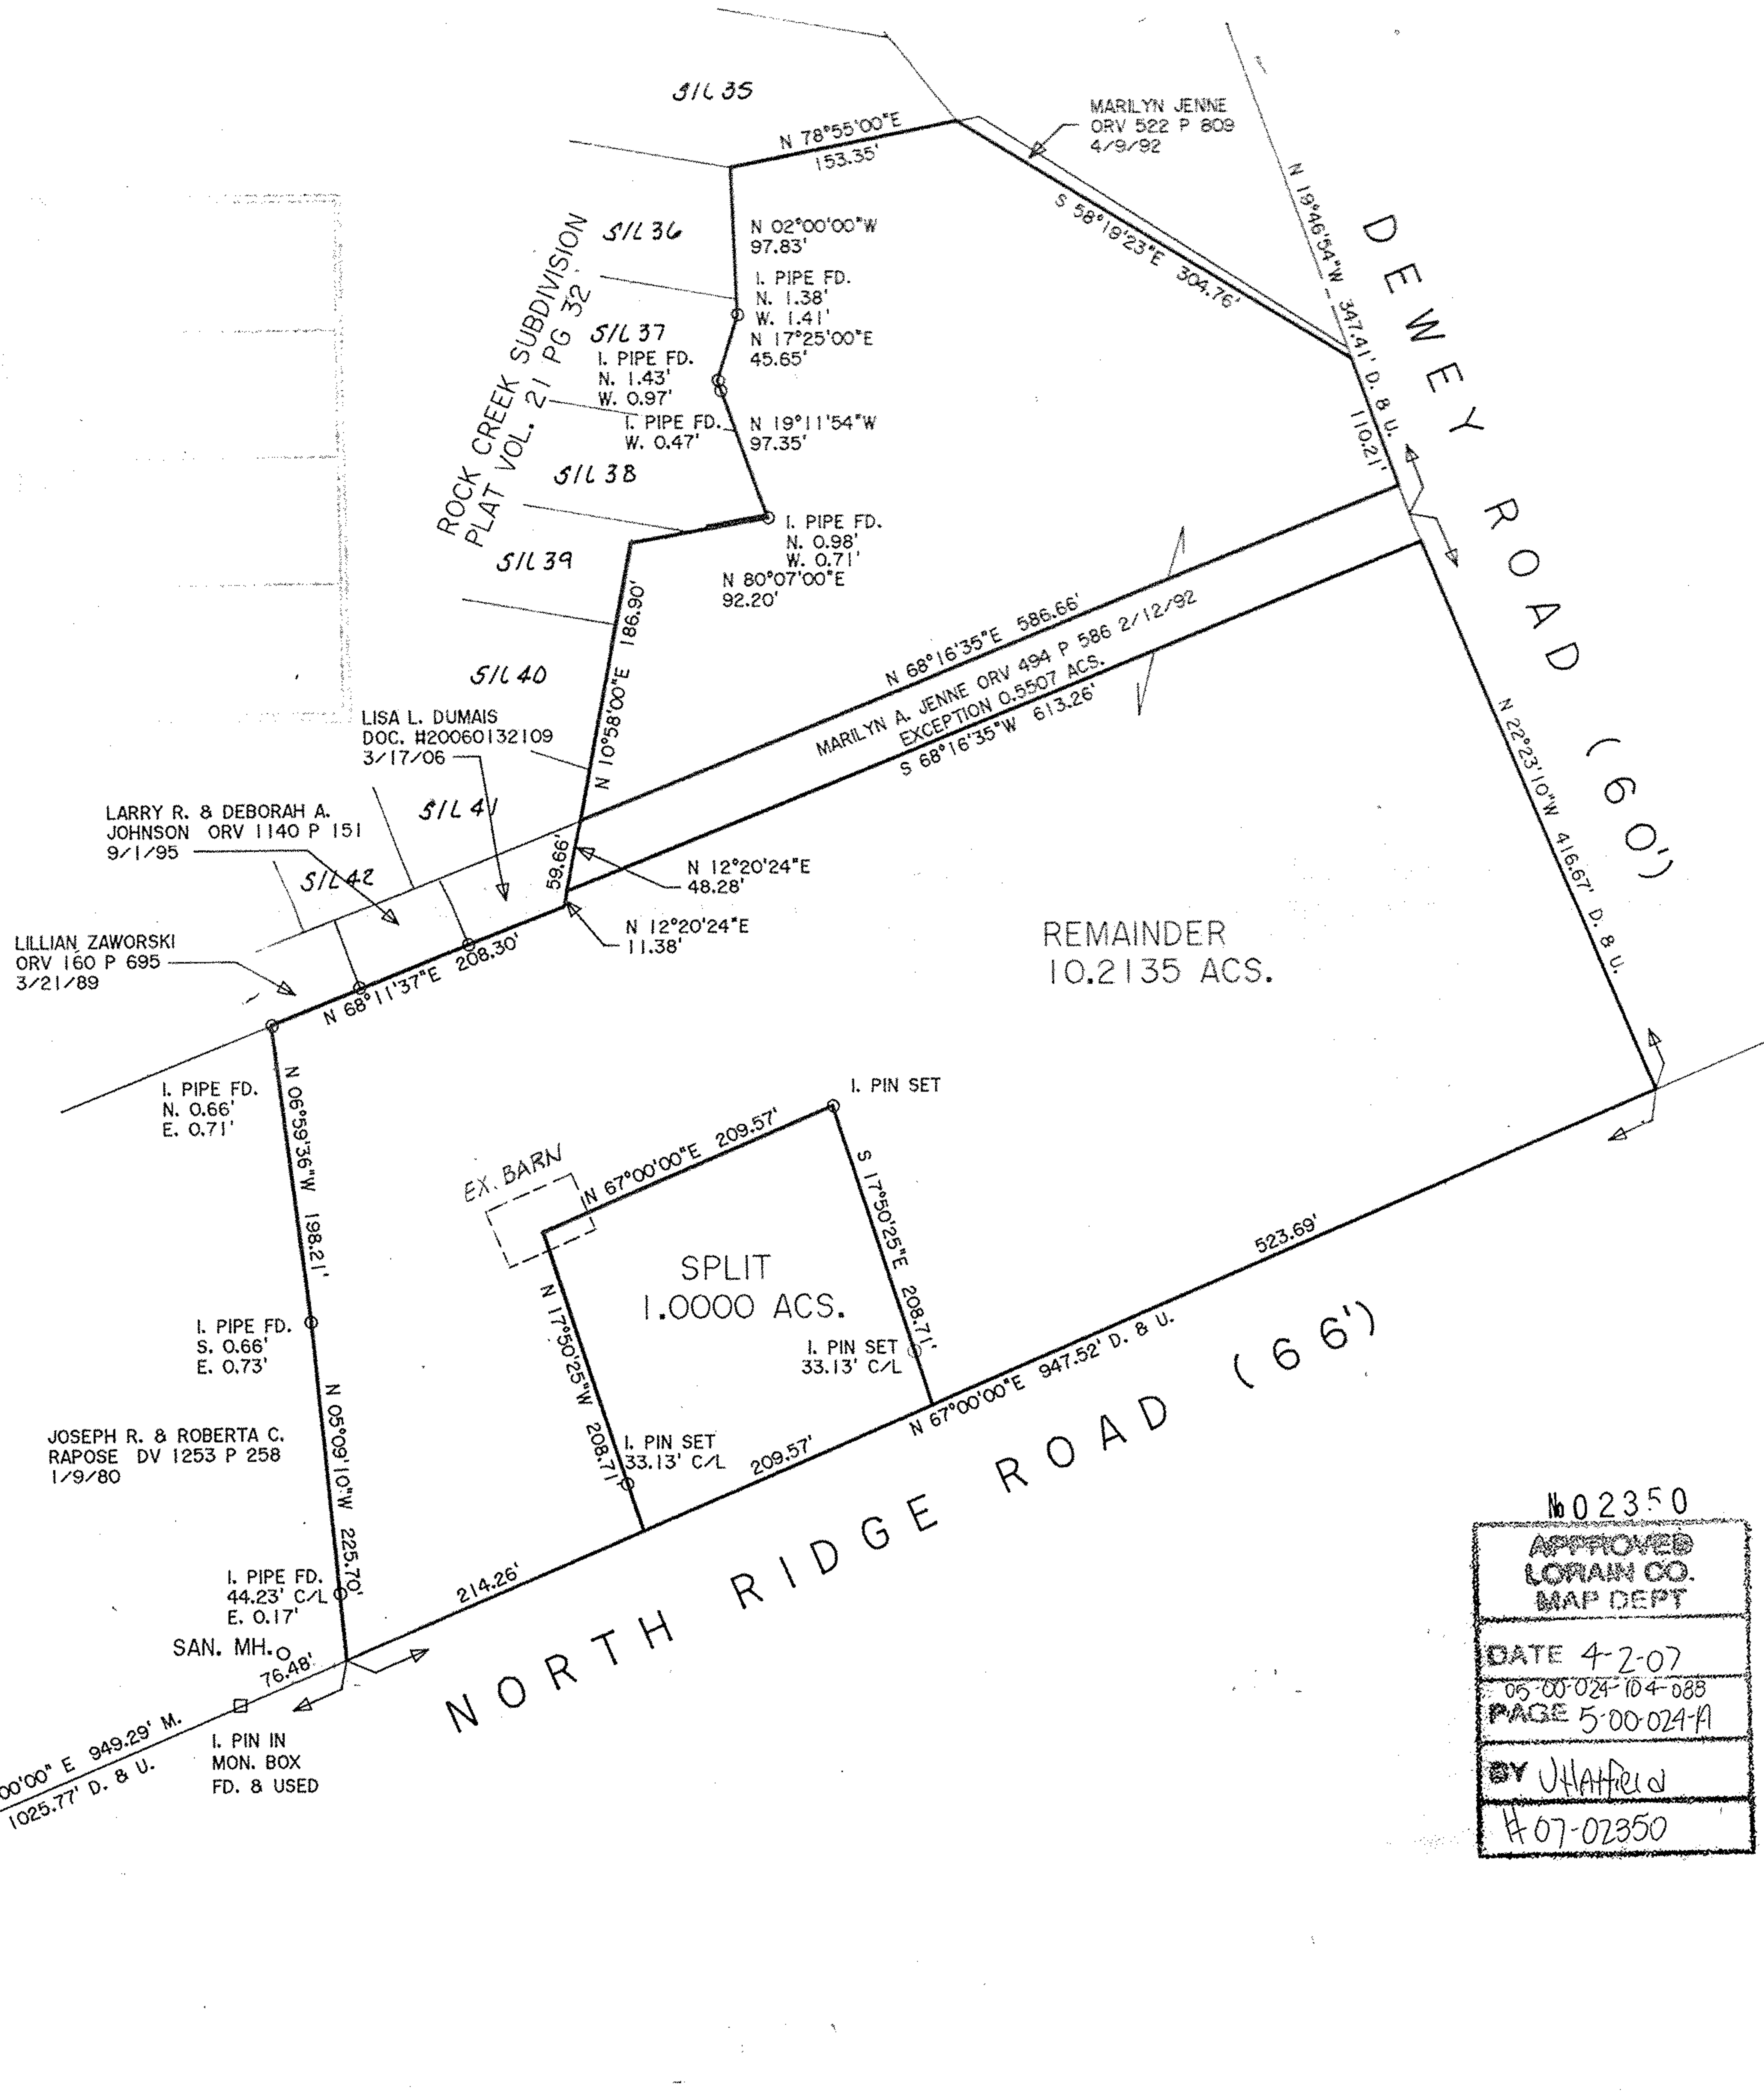 S/L 35
MARILYN JENNE
ORV 522 P 809
4/9/92
N 78°55'00"E
153.35'
S 58°19'23"E 304.76'
N 19°46'54"W 347.41' D. & U.
110.21'
DEWEY ROAD (60')
S/L 36
N 02°00'00"W
97.83'
I. PIPE FD.
N. 1.38'
W. 1.41'
N 17°25'00"E
45.65'
ROCK CREEK SUBDIVISION
PLAT VOL. 21 PG 32
S/L 37
I. PIPE FD.
N. 1.43'
W. 0.97'
I. PIPE FD.
W. 0.47'
N 19°11'54"W
97.35'
S/L 38
I. PIPE FD.
N. 0.98'
W. 0.71'
N 80°07'00"E
92.20'
S/L 39
N 10°58'00"E 186.90'
S/L 40
N 68°16'35"E 586.66'
MARILYN A. JENNE ORV 494 P 586 2/12/92
EXCEPTION 0.5507 ACS.
S 68°16'35"W 613.26'
N 22°23'10"W 416.67' D. & U.
LISA L. DUMAIS
DOC. #20060132109
3/17/06
S/L 41
LARRY R. & DEBORAH A.
JOHNSON ORV 1140 P 151
9/1/95
S/L 42
59.66'
N 12°20'24"E
48.28'
N 12°20'24"E
11.38'
LILLIAN ZAWORSKI
ORV 160 P 695
3/21/89
N 68°11'37"E 208.30'
REMAINDER
10.2135 ACS.
I. PIPE FD.
N. 0.66'
E. 0.71'
N 06°59'36"W 198.21'
I. PIN SET
EX. BARN
N 67°00'00"E 209.57'
S 17°50'25"E 208.71'
SPLIT
1.0000 ACS.
N 17°50'25"W 208.71'
I. PIN SET
33.13' C/L
I. PIN SET
33.13' C/L
523.69'
N 67°00'00"E 947.52' D. & U.
209.57'
214.26'
I. PIPE FD.
S. 0.66'
E. 0.73'
N 05°09'10"W 225.70'
JOSEPH R. & ROBERTA C.
RAPOSE DV 1253 P 258
1/9/80
I. PIPE FD.
44.23' C/L
E. 0.17'
SAN. MH.
76.48'
NORTH RIDGE ROAD (66')
00'00" E 949.29' M.
1025.77' D. & U.
I. PIN IN
MON. BOX
FD. & USED
No 02350
APPROVED
LORAIN CO.
MAP DEPT
DATE 4-2-07
05-00-024-104-088
PAGE 5-00-024-A
BY JHatfield
# 07-02350